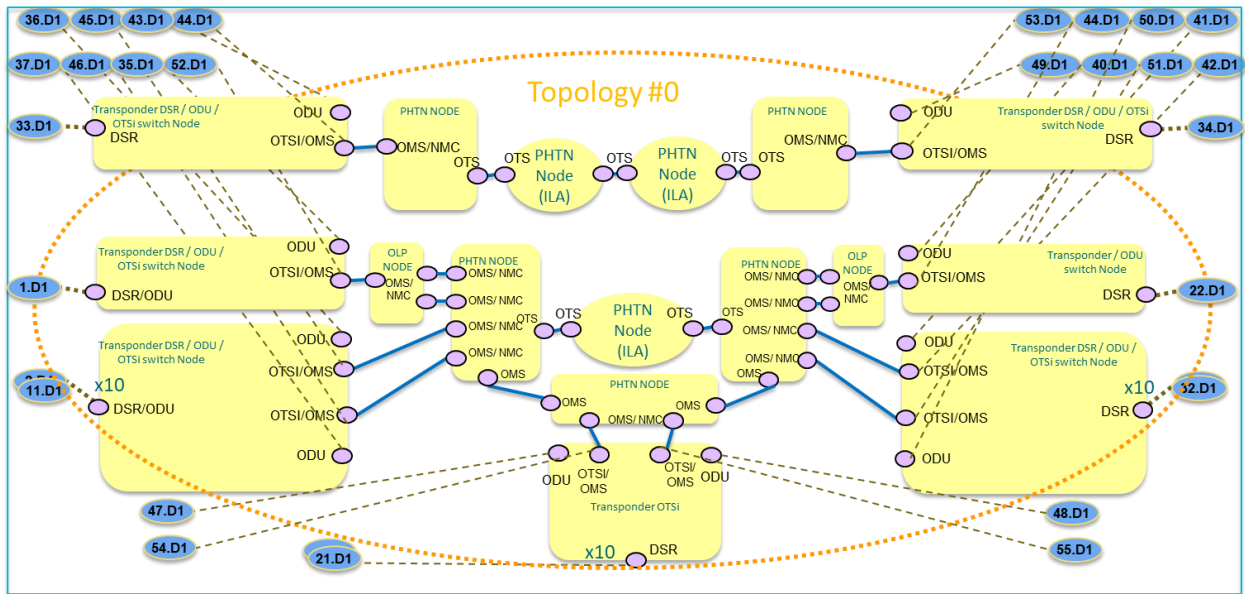 36.D1 45.D1 43.D1 44.D1
53.D1 44.D1 50.D1 41.D1
37.D1 46.D1 35.D1 52.D1
49.D1 40.D1 51.D1 42.D1
Topology #0
33.D1
Transponder DSR / ODU /
OTSi switch Node
DSR
ODU
OTSI/OMS
PHTN NODE
OMS/NMC
OTS
OTS
PHTN
Node
(ILA)
PHTN
Node
(ILA)
OTS
OTS
PHTN NODE
OMS/NMC
ODU
OTSI/OMS
Transponder DSR / ODU / OTSi
switch Node
DSR
34.D1
1.D1
Transponder DSR / ODU /
OTSi switch Node
DSR/ODU
ODU
OTSI/OMS
OLP
NODE
OMS/
NMC
PHTN NODE
OMS/ NMC
OMS/ NMC
OMS/ NMC
OMS/ NMC
OTS
OMS
OTS
PHTN
Node
(ILA)
OTS
OTS
PHTN NODE
OMS/ NMC
OMS/ NMC
OMS/ NMC
OMS/NMC
OMS
OLP
NODE
OMS/
NMC
ODU
OTSI/OMS
Transponder / ODU
switch Node
DSR
22.D1
11.D1
x10
Transponder DSR / ODU /
OTSi switch Node
DSR/ODU
ODU
OTSI/OMS
OTSI/OMS
ODU
PHTN NODE
OMS
OMS/ NMC
OMS
ODU
OTSI/OMS
OTSI/OMS
ODU
Transponder DSR / ODU /
OTSi switch Node
x10
DSR
32.D1
ODU
OTSI/
OMS
OTSI/
OMS
ODU
Transponder OTSi
x10
DSR
47.D1
54.D1
21.D1
48.D1
55.D1